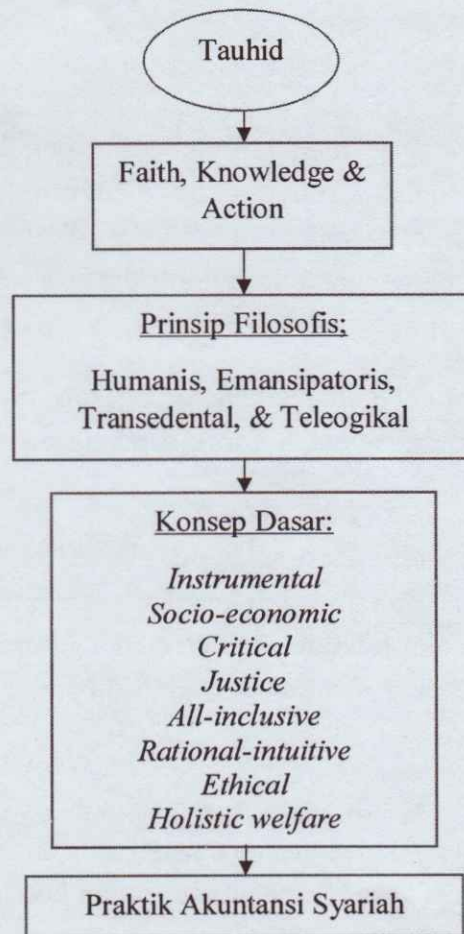 Tauhid
Faith, Knowledge &
Action
Prinsip Filosofis;
Humanis, Emansipatoris,
Transedental, & Teleogikal
Konsep Dasar:
Instrumental
Socio-economic
Critical
Justice
All-inclusive
Rational-intuitive
Ethical
Holistic welfare
Praktik Akuntansi Syariah